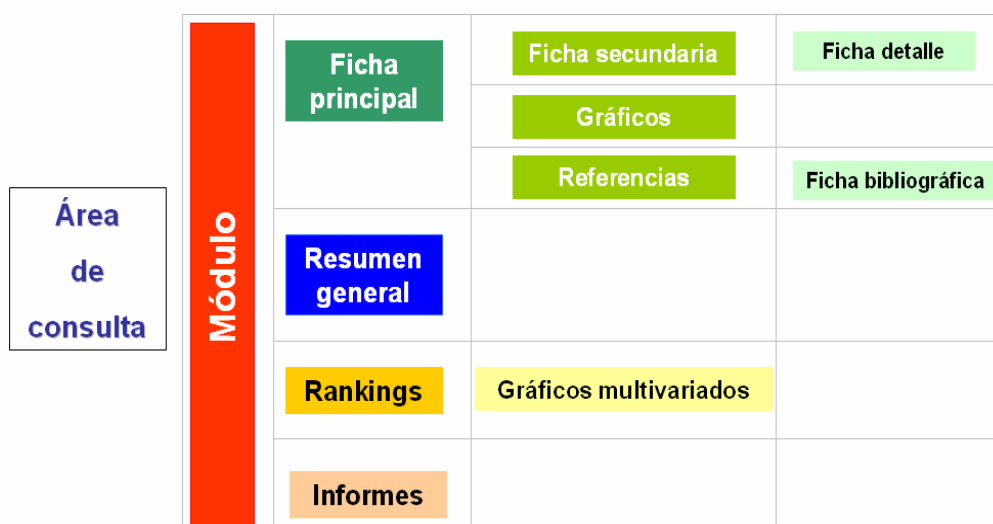 Área
de
consulta
Módulo
Ficha
principal
Ficha secundaria
Ficha detalle
Gráficos
Referencias
Ficha bibliográfica
Resumen
general
Rankings
Gráficos multivariados
Informes